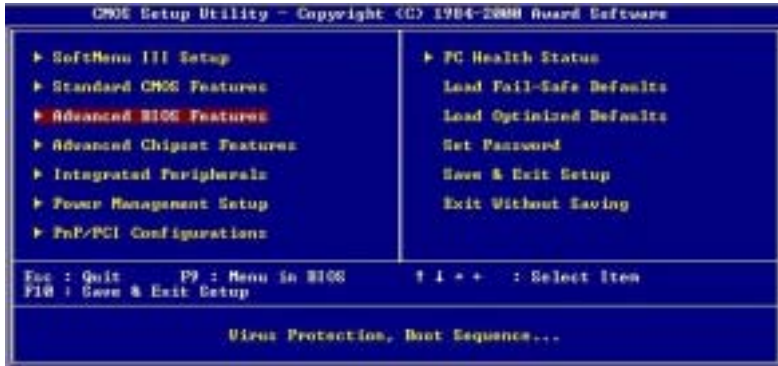 CMOS Setup Utility - Copyright (C) 1984-2000 Award Software
▶ SoftMenu III Setup
▶ Standard CMOS Features
▶ Advanced BIOS Features
▶ Advanced Chipset Features
▶ Integrated Peripherals
▶ Power Management Setup
▶ PnP/PCI Configurations
▶ PC Health Status
Load Fail-Safe Defaults
Load Optimized Defaults
Set Password
Save & Exit Setup
Exit Without Saving
Esc : Quit F9 : Menu in BIOS ↑ ↓ → ← : Select Item
F10 : Save & Exit Setup
Virus Protection, Boot Sequence...